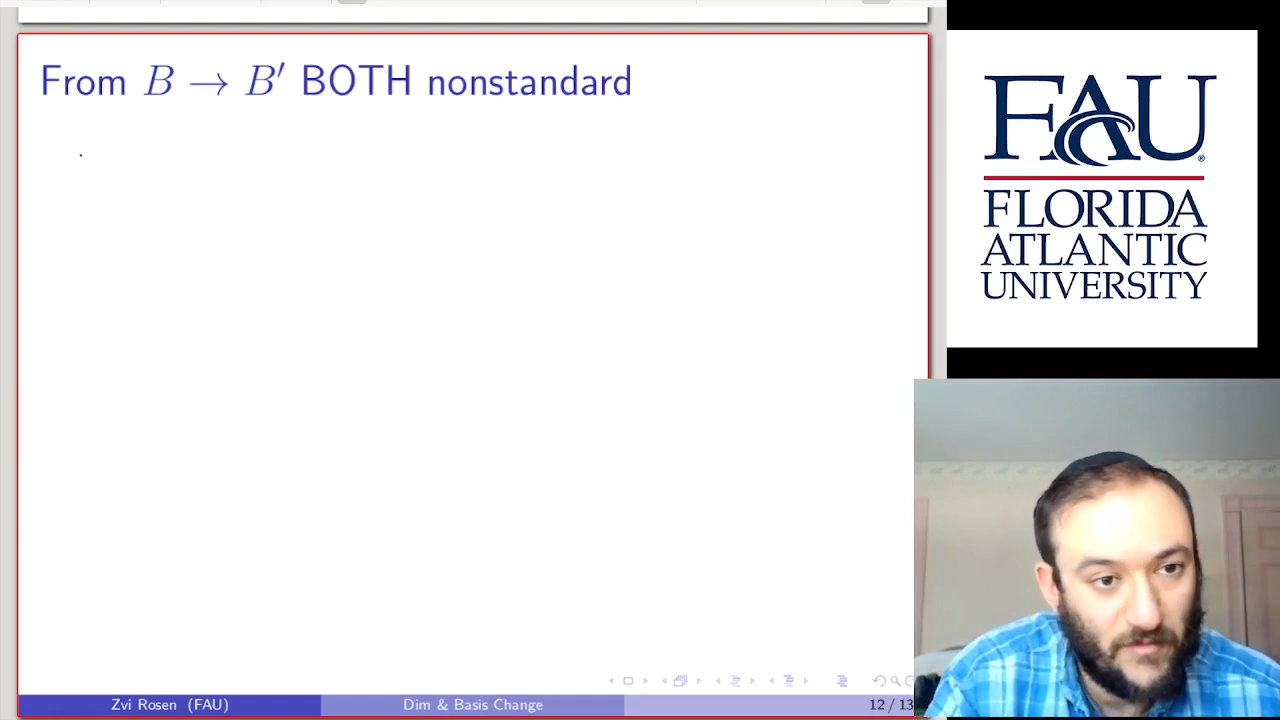 From B → B′ BOTH nonstandard
FAU®
FLORIDA
ATLANTIC
UNIVERSITY
Zvi Rosen (FAU)
Dim & Basis Change
12 / 13